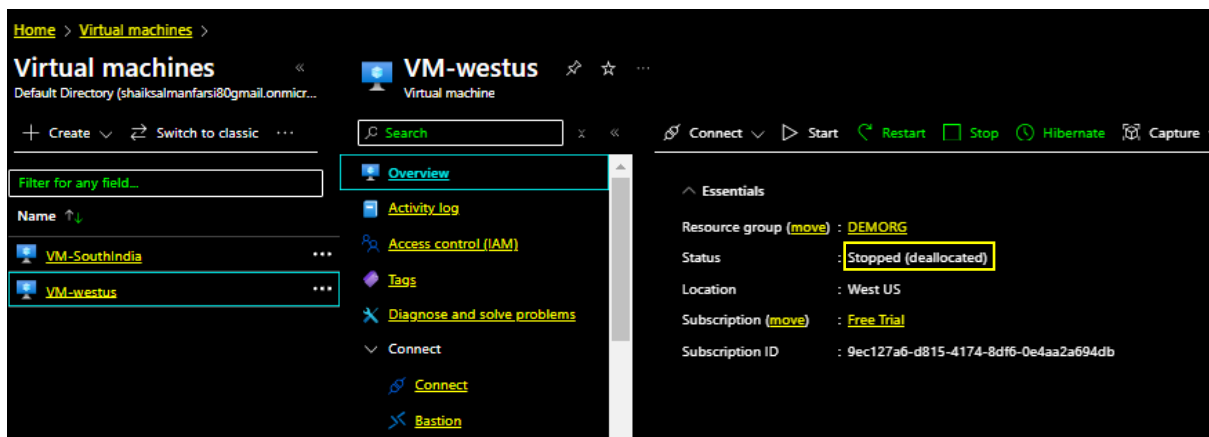 Home > Virtual machines >
Virtual machines «
Default Directory (shaiksalmanfarsi80gmail.onmicr...
+ Create Switch to classic ...
Filter for any field...
Name ↑↓
VM-SouthIndia ...
VM-westus ...
VM-westus ...
Virtual machine
Search x «
Overview
Activity log
Access control (IAM)
Tags
Diagnose and solve problems
Connect
Connect
Bastion
Connect Start Restart Stop Hibernate Capture
Essentials
Resource group (move) : DEMORG
Status : Stopped (deallocated)
Location : West US
Subscription (move) : Free Trial
Subscription ID : 9ec127a6-d815-4174-8df6-0e4aa2a694db